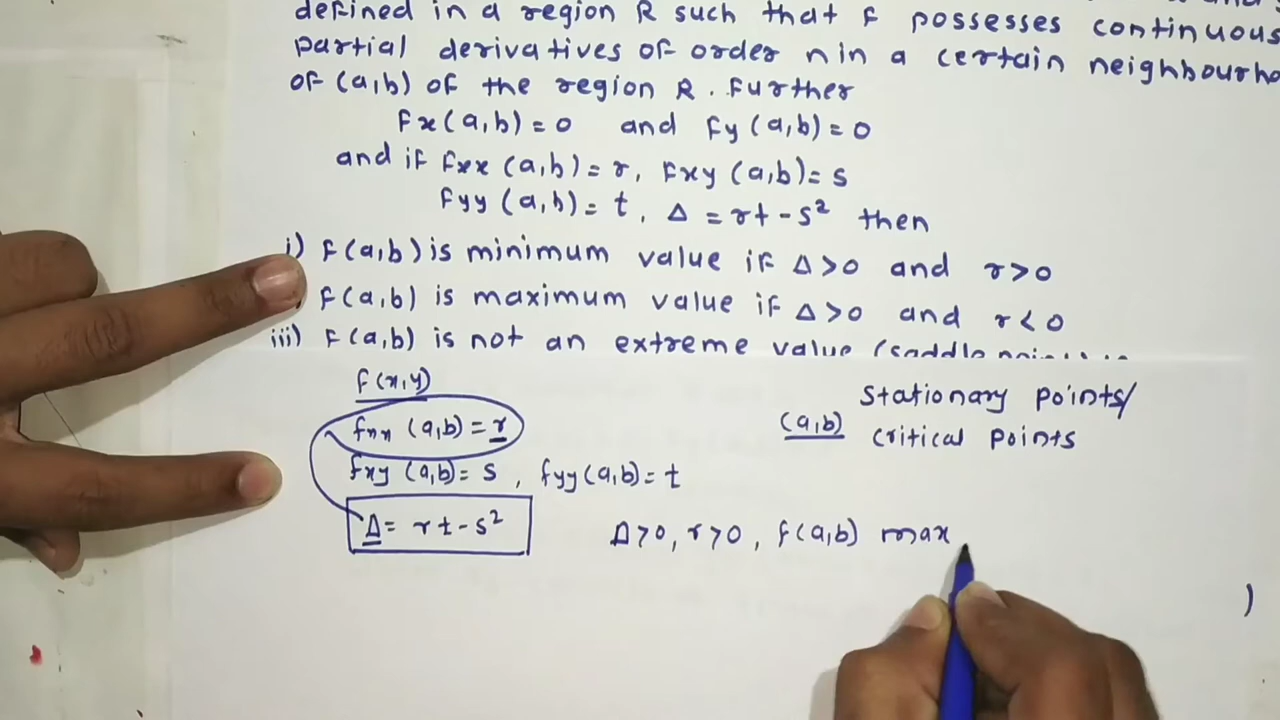 defined in a region R such that f possesses continuous
partial derivatives of order n in a certain neighbourho
of (a,b) of the region R. Further
fx(a,b)=0 and fy(a,b)=0
and if fxx(a,b)=r, fxy(a,b)=s
fyy(a,b)=t, Δ=rt-s² then
i) f(a,b) is minimum value if Δ>0 and r>0
f(a,b) is maximum value if Δ>0 and r<0
iii) f(a,b) is not an extreme value (saddle
f(x,y)
fxx(a,b)=r
fxy(a,b)=s, fyy(a,b)=t
Δ=rt-s²
Stationary points/
(a,b) critical points
Δ>0, r>0, f(a,b) max
)